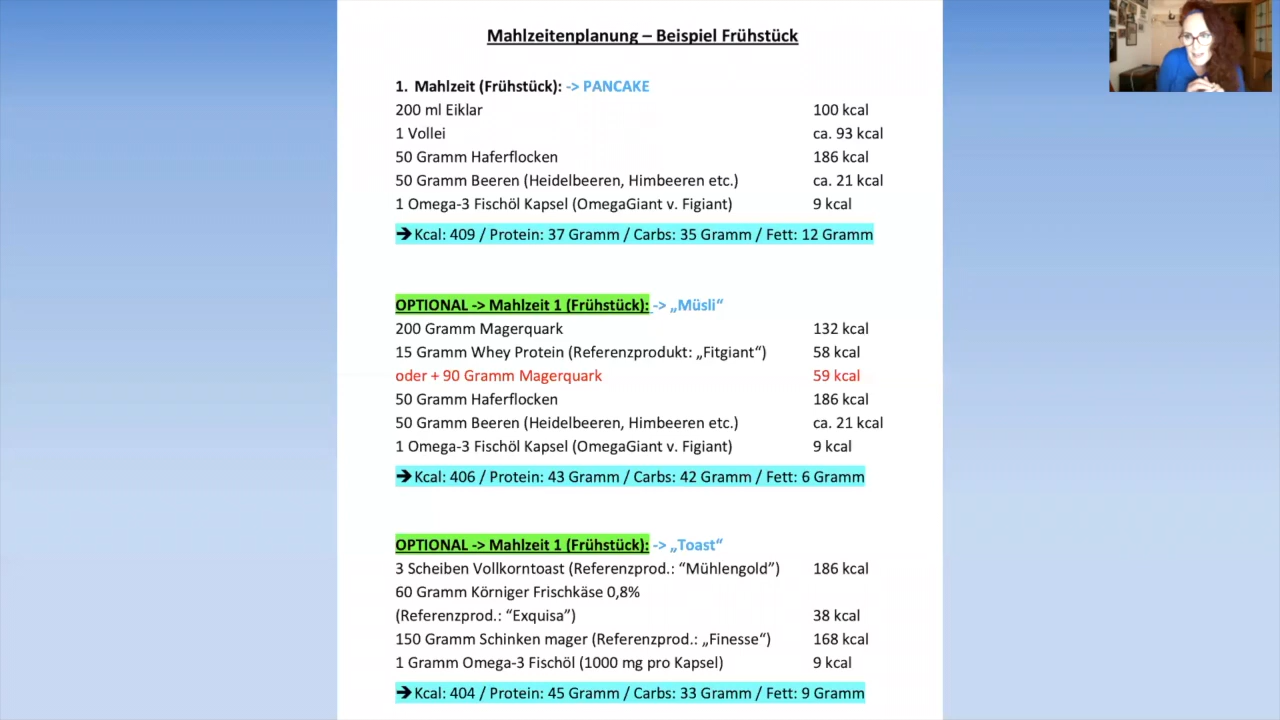 Mahlzeitenplanung – Beispiel Frühstück
1. Mahlzeit (Frühstück): -> PANCAKE
200 ml Eiklar 100 kcal
1 Vollei ca. 93 kcal
50 Gramm Haferflocken 186 kcal
50 Gramm Beeren (Heidelbeeren, Himbeeren etc.) ca. 21 kcal
1 Omega-3 Fischöl Kapsel (OmegaGiant v. Figiant) 9 kcal
➔ Kcal: 409 / Protein: 37 Gramm / Carbs: 35 Gramm / Fett: 12 Gramm
OPTIONAL -> Mahlzeit 1 (Frühstück): -> „Müsli“
200 Gramm Magerquark 132 kcal
15 Gramm Whey Protein (Referenzprodukt: „Fitgiant“) 58 kcal
oder + 90 Gramm Magerquark 59 kcal
50 Gramm Haferflocken 186 kcal
50 Gramm Beeren (Heidelbeeren, Himbeeren etc.) ca. 21 kcal
1 Omega-3 Fischöl Kapsel (OmegaGiant v. Figiant) 9 kcal
➔ Kcal: 406 / Protein: 43 Gramm / Carbs: 42 Gramm / Fett: 6 Gramm
OPTIONAL -> Mahlzeit 1 (Frühstück): -> „Toast“
3 Scheiben Vollkorntoast (Referenzprod.: “Mühlengold”) 186 kcal
60 Gramm Körniger Frischkäse 0,8%
(Referenzprod.: “Exquisa”) 38 kcal
150 Gramm Schinken mager (Referenzprod.: „Finesse“) 168 kcal
1 Gramm Omega-3 Fischöl (1000 mg pro Kapsel) 9 kcal
➔ Kcal: 404 / Protein: 45 Gramm / Carbs: 33 Gramm / Fett: 9 Gramm